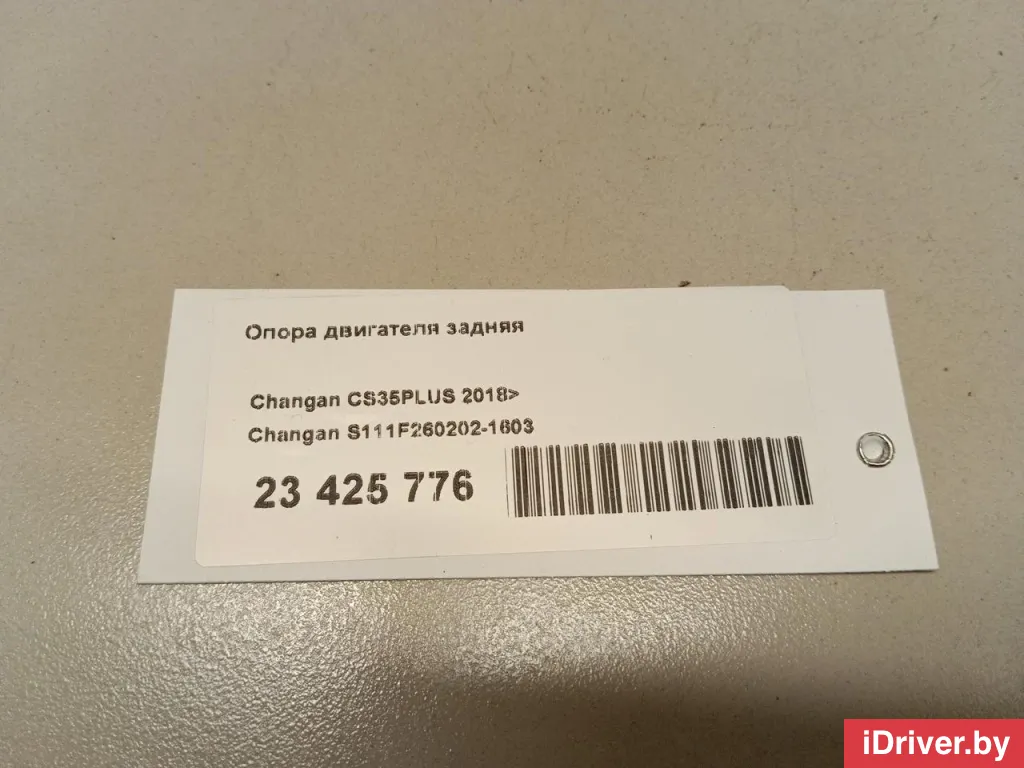 Опора двигателя задняя
Changan CS35PLUS 2018>
Changan S111F260202-1603
23 425 776
iDriver.by